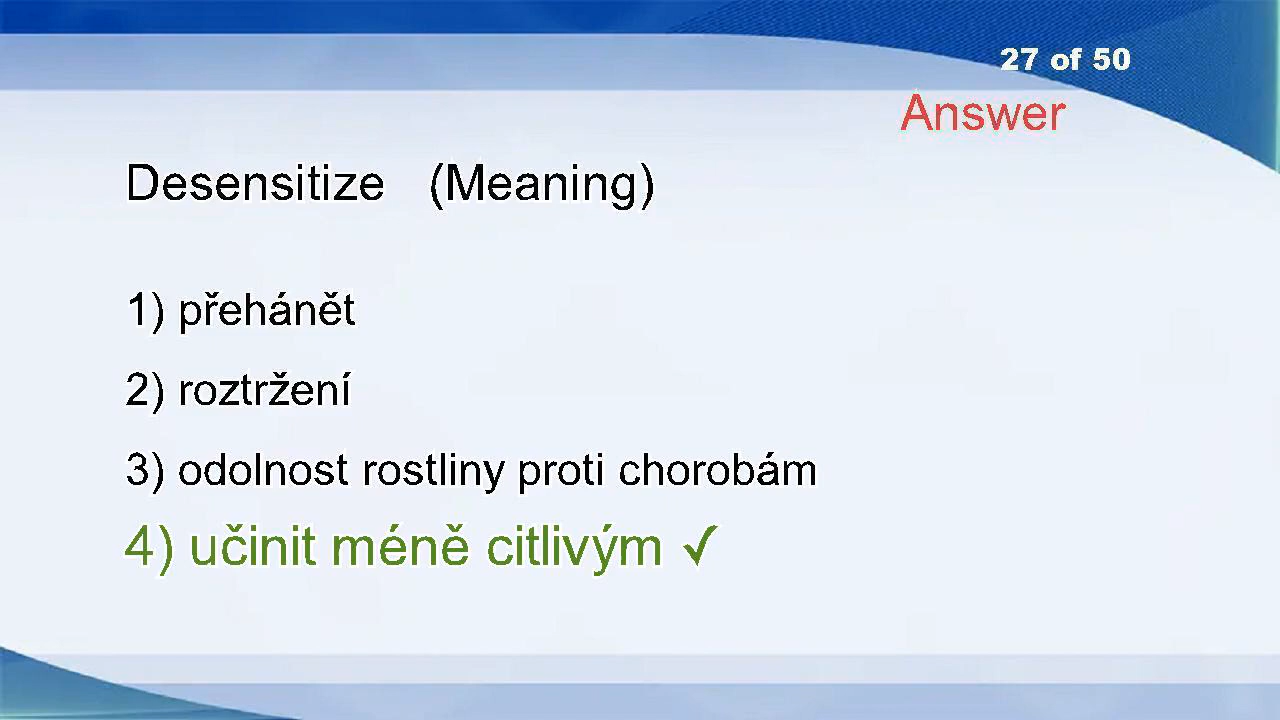 27 of 50
Answer
Desensitize (Meaning)
1) přehánět
2) roztržení
3) odolnost rostliny proti chorobám
4) učinit méně citlivým ✓